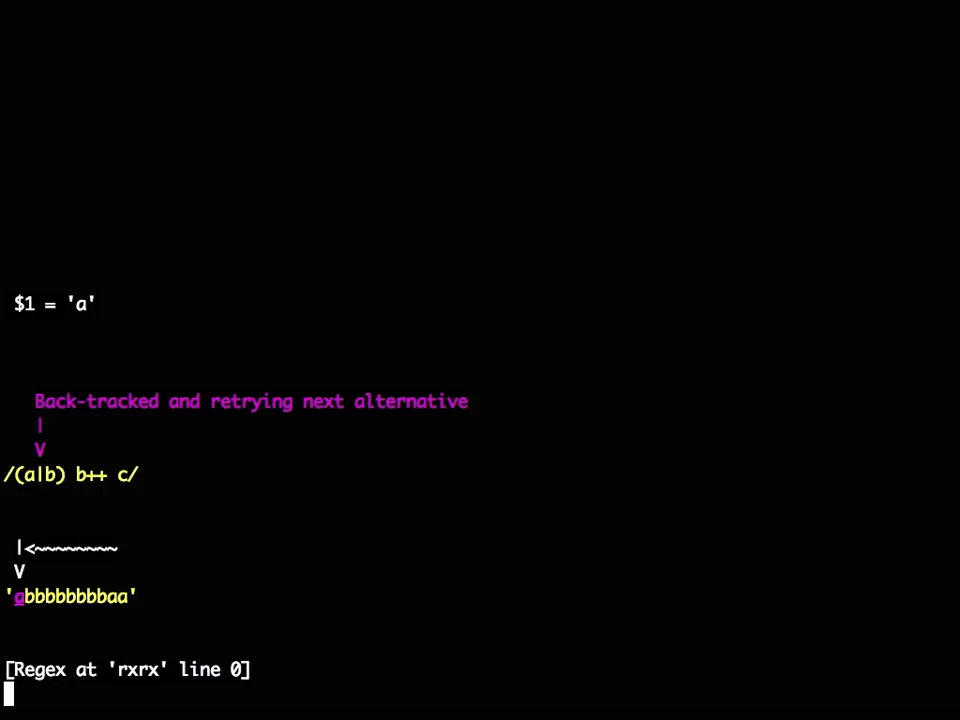 $1 = 'a'
Back-tracked and retrying next alternative
|
V
/(a|b) b++ c/
|<~~~~~~~~
V
'abbbbbbbbaa'
[Regex at 'rxrx' line 0]